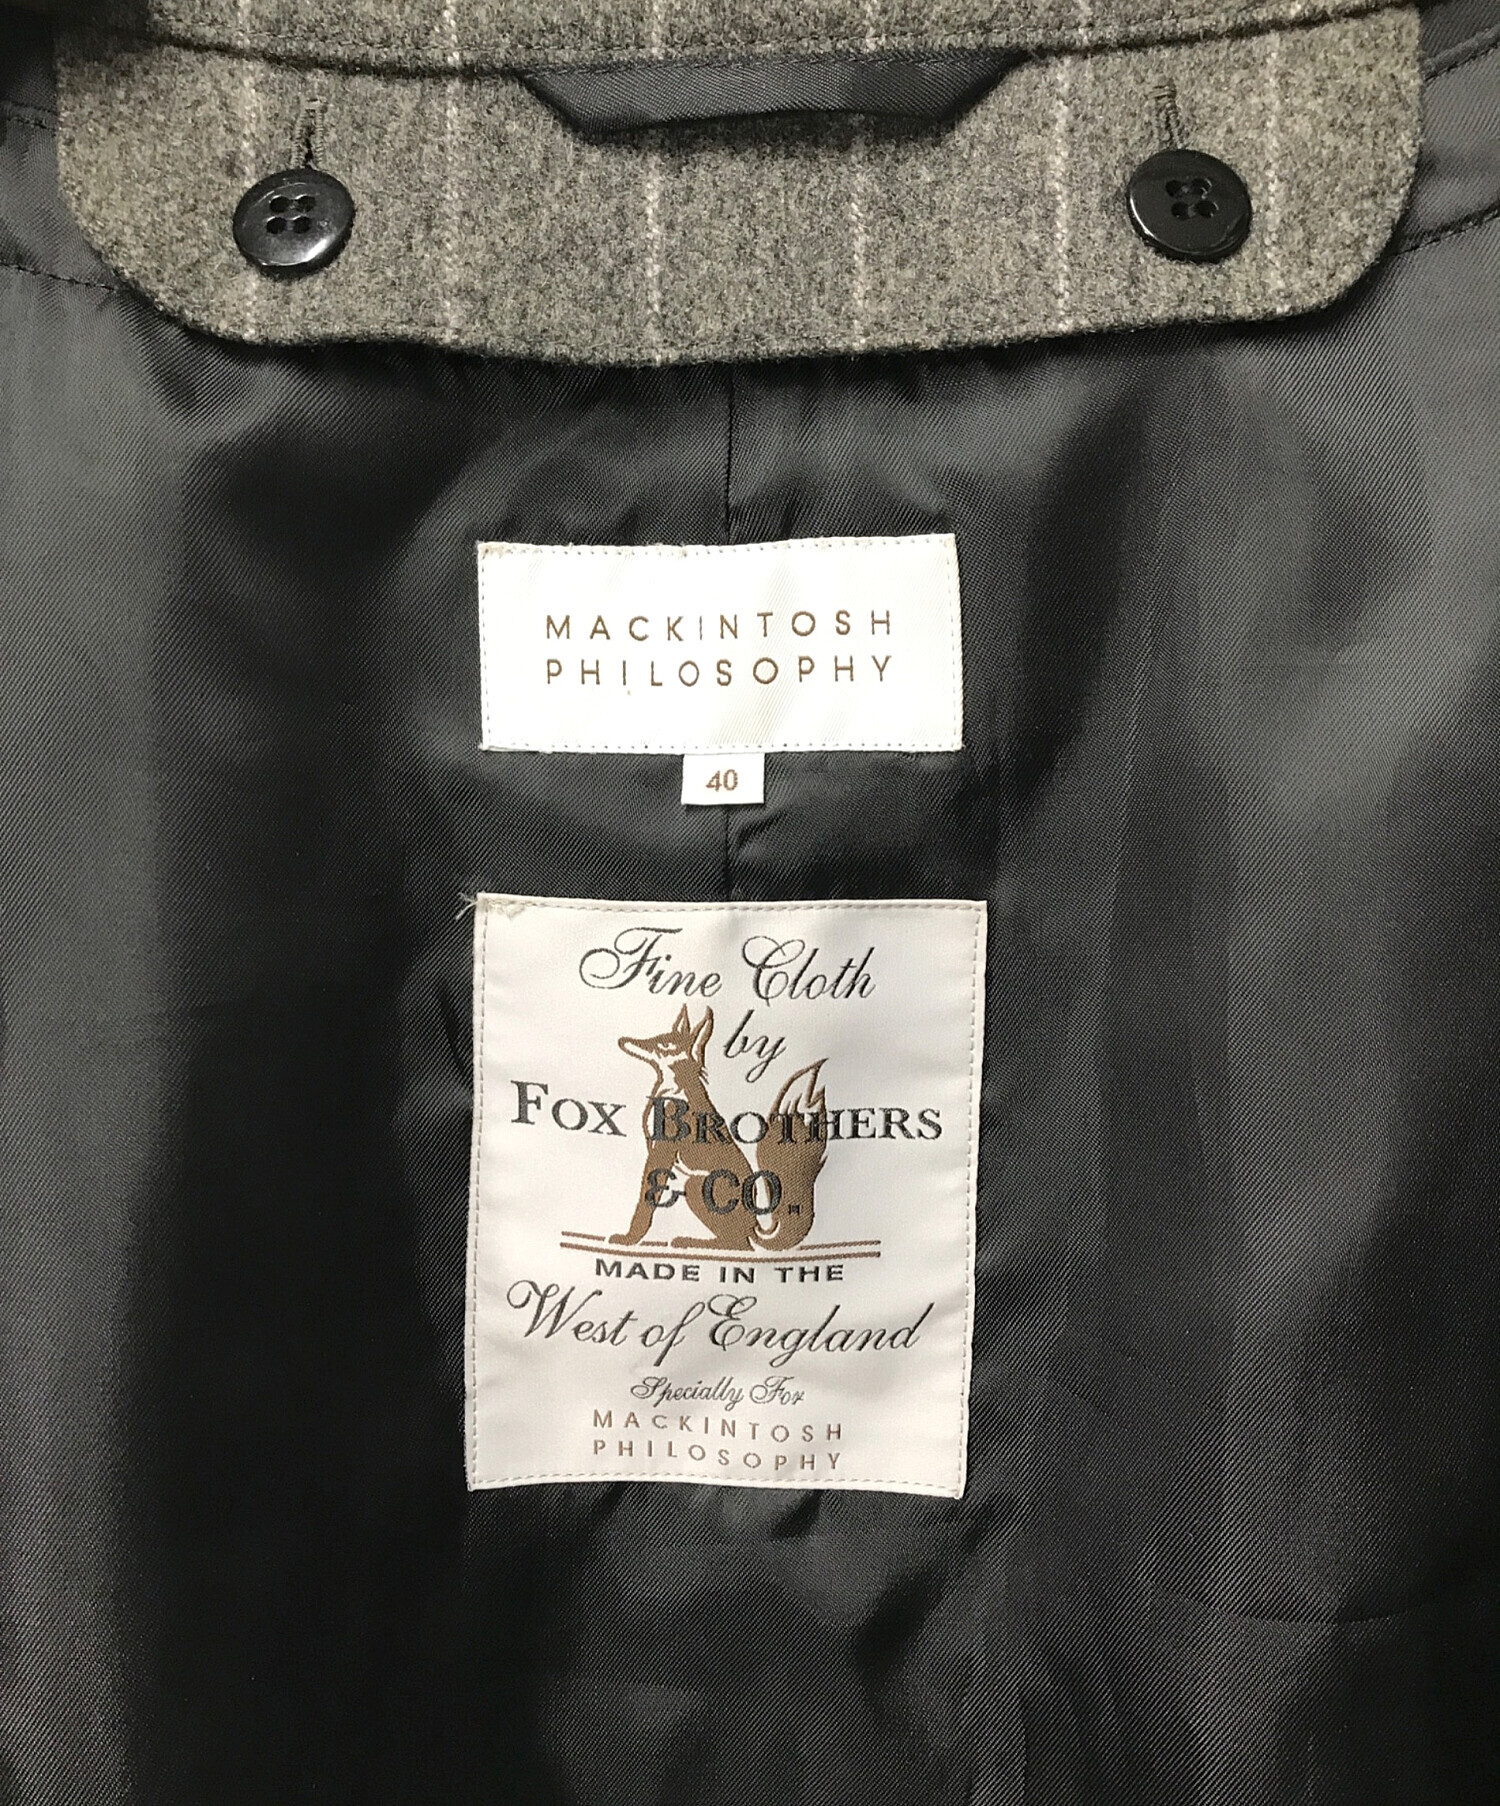 MACKINTOSH
PHILOSOPHY
40
Fine Cloth
by
FOX BROTHERS
& CO.
MADE IN THE
West of England
Specially For
MACKINTOSH
PHILOSOPHY